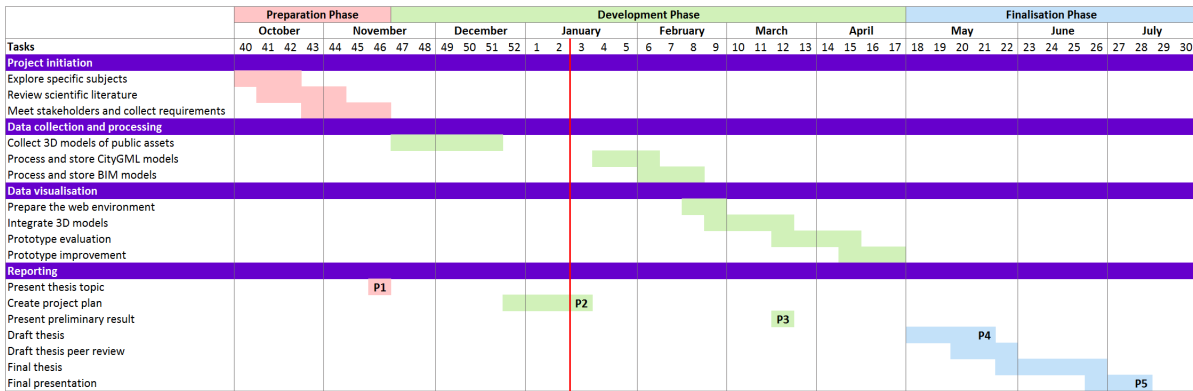 Preparation Phase Development Phase Finalisation Phase
October November December January February March April May June July
Tasks 40 41 42 43 44 45 46 47 48 49 50 51 52 1 2 3 4 5 6 7 8 9 10 11 12 13 14 15 16 17 18 19 20 21 22 23 24 25 26 27 28 29 30
Project initiation
Explore specific subjects
Review scientific literature
Meet stakeholders and collect requirements
Data collection and processing
Collect 3D models of public assets
Process and store CityGML models
Process and store BIM models
Data visualisation
Prepare the web environment
Integrate 3D models
Prototype evaluation
Prototype improvement
Reporting
Present thesis topic P1
Create project plan P2
Present preliminary result P3
Draft thesis P4
Draft thesis peer review
Final thesis
Final presentation P5